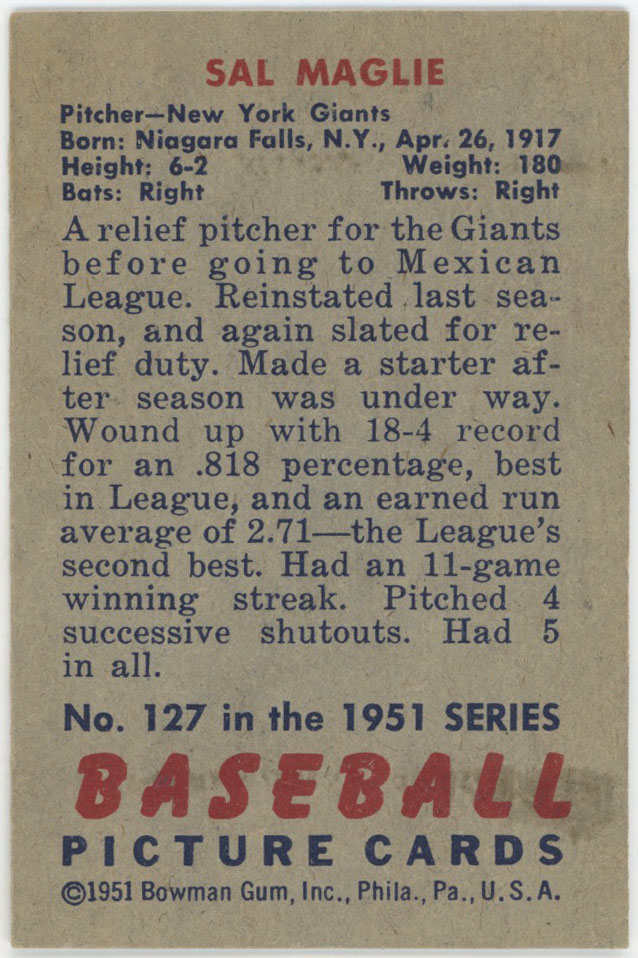 SAL MAGLIE
Pitcher—New York Giants
Born: Niagara Falls, N.Y., Apr. 26, 1917
Height: 6-2 Weight: 180
Bats: Right Throws: Right
A relief pitcher for the Giants
before going to Mexican
League. Reinstated last sea-
son, and again slated for re-
lief duty. Made a starter af-
ter season was under way.
Wound up with 18-4 record
for an .818 percentage, best
in League, and an earned run
average of 2.71—the League's
second best. Had an 11-game
winning streak. Pitched 4
successive shutouts. Had 5
in all.
No. 127 in the 1951 SERIES
BASEBALL
PICTURE CARDS
©1951 Bowman Gum, Inc., Phila., Pa., U.S.A.